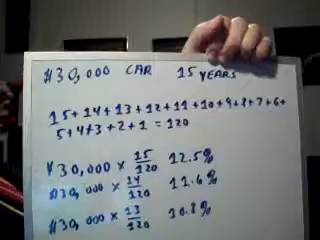 $30,000 CAR 15 YEARS
15+14+13+12+11+10+9+8+7+6+
5+4+3+2+1=120
$30,000 x 15/120 12.5%
$30,000 x 14/120 11.6%
$30,000 x 13/120 10.8%